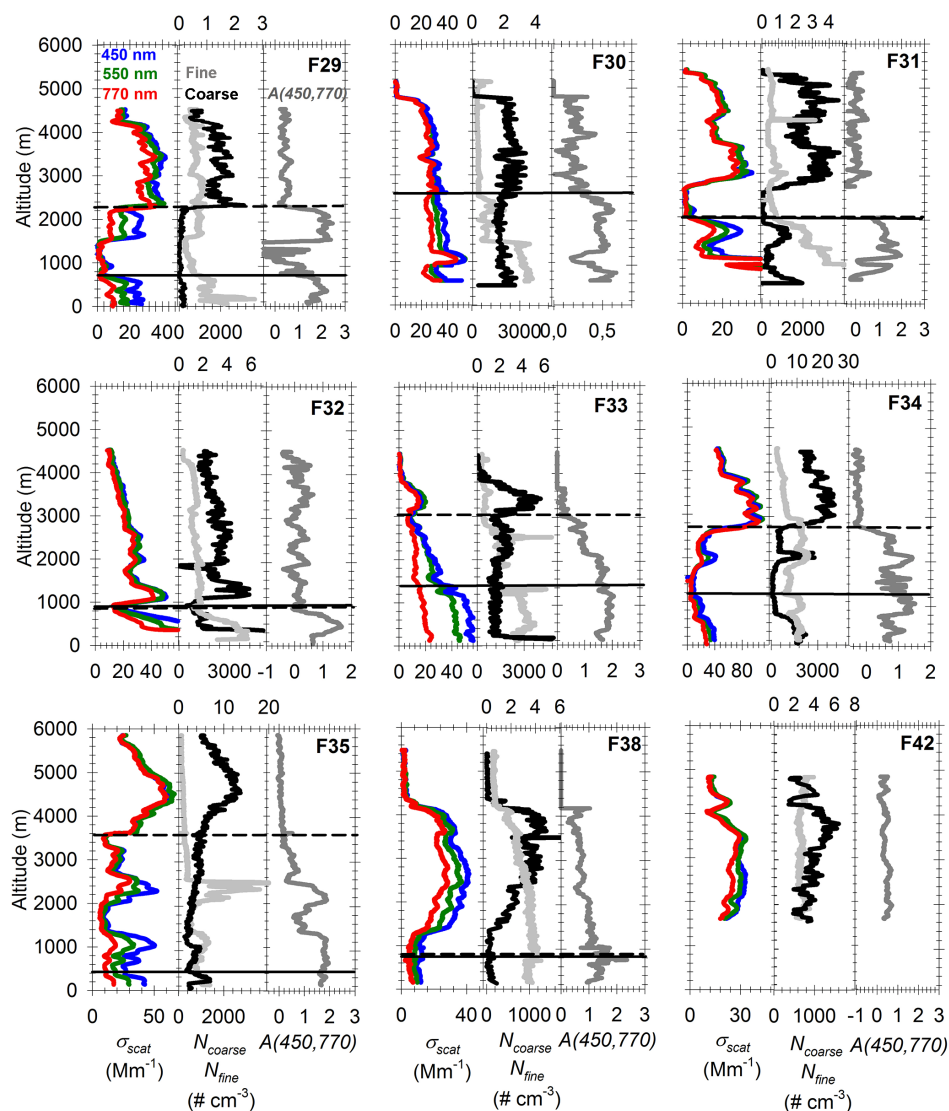 0 1 2 3
0 2 4
0 1 2 3 4
6000
5000
4000
3000
2000
1000
0
Altitude (m)
450 nm
550 nm
770 nm
Fine
Coarse
A(450,770)
F29
F30
F31
0 20 40 0 2000 0 1 2 3
0 20 40 0 30000,0 0,5
0 20 40 0 2000 0 1 2 3
0 2 4 6
0 2 4 6
0 10 20 30
6000
5000
4000
3000
2000
1000
0
Altitude (m)
F32
F33
F34
0 20 40 0 3000 -1 0 1 2
0 20 40 0 3000 0 1 2 3
0 40 80 0 3000 0 1 2
0 5 10 15 20
0 2 4 6
0 2 4 6 8
6000
5000
4000
3000
2000
1000
0
Altitude (m)
F35
F38
F42
0 50 0 2000 0 1 2 3
0 20 40 0 10000 0 1 2 3
0 30 0 1000 -1 0 1 2 3
σscat Ncoarse A(450,770)
(Mm-1) Nfine
(# cm-3)
σscat Ncoarse A(450,770)
(Mm-1) Nfine
(# cm-3)
σscat Ncoarse A(450,770)
(Mm-1) Nfine
(# cm-3)